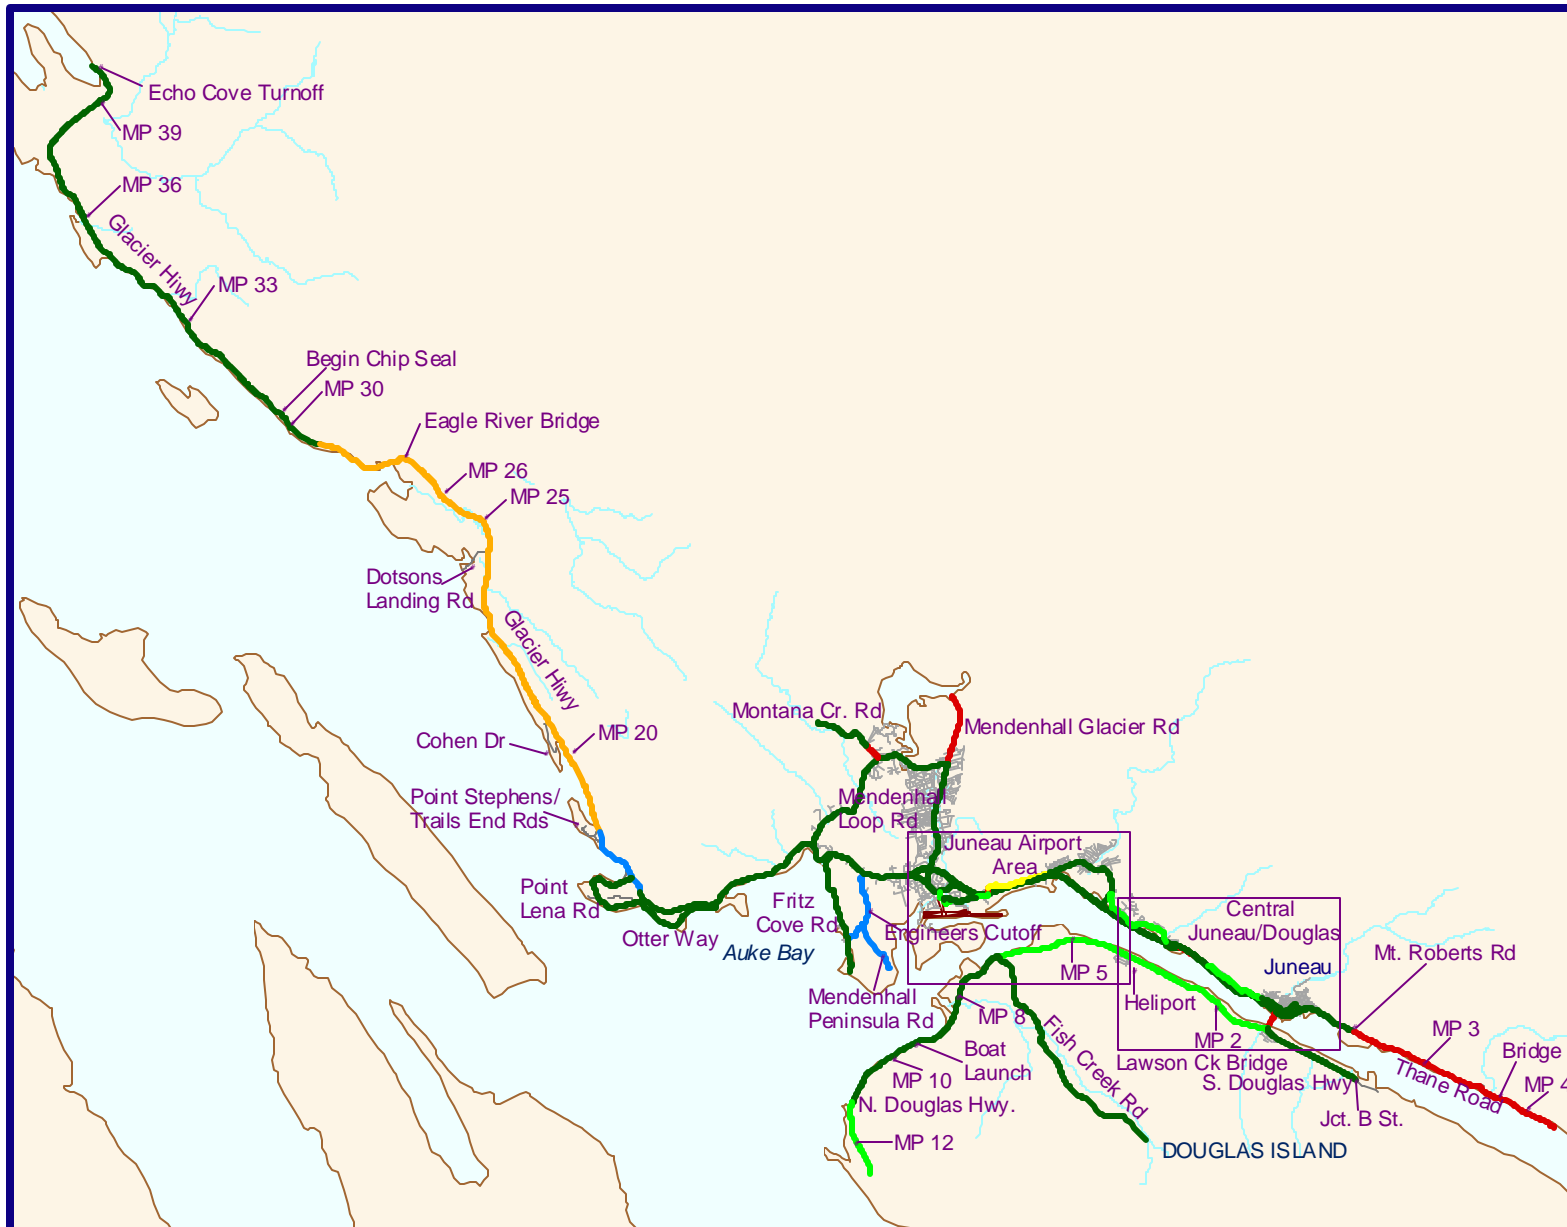 Echo Cove Turnoff
MP 39
MP 36
Glacier Hiwy
MP 33
Begin Chip Seal
MP 30
Eagle River Bridge
MP 26
MP 25
Dotsons
Landing Rd
Glacier Hiwy
Cohen Dr
MP 20
Point Stephens/
Trails End Rds
Point
Lena Rd
Otter Way
Montana Cr. Rd
Mendenhall Glacier Rd
Mendenhall
Loop Rd
Juneau Airport
Area
Fritz
Cove Rd
Engineers Cutoff
Auke Bay
Mendenhall
Peninsula Rd
Central
Juneau/Douglas
Juneau
Mt. Roberts Rd
MP 5
Heliport
MP 8
MP 2
MP 3
Bridge
MP 4
Thane Road
Boat
Launch
MP 10
Fish Creek Rd
Lawson Ck Bridge
S. Douglas Hwy
Jct. B St.
N. Douglas Hwy.
MP 12
DOUGLAS ISLAND